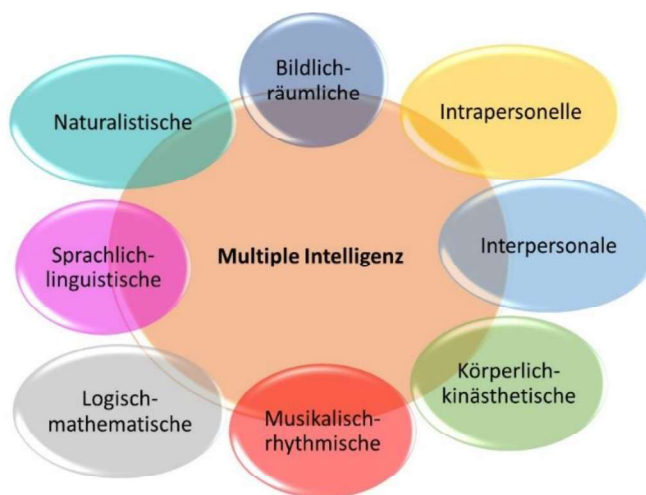 Bildlich-
räumliche
Intrapersonelle
Naturalistische
Interpersonale
Multiple Intelligenz
Sprachlich-
linguistische
Körperlich-
kinästhetische
Logisch-
mathematische
Musikalisch-
rhythmische